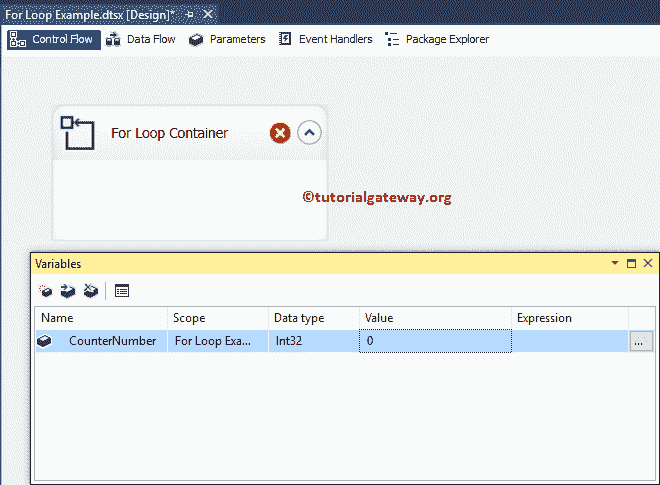 For Loop Example.dtsx [Design]*
Control Flow Data Flow Parameters Event Handlers Package Explorer
For Loop Container
©tutorialgateway.org
Variables
Name Scope Data type Value Expression
CounterNumber For Loop Exa... Int32 0 ...